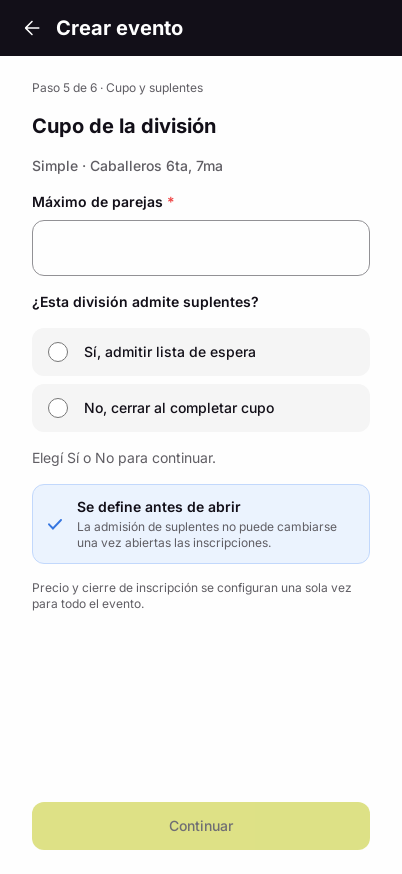 Crear evento
Paso 5 de 6 · Cupo y suplentes
Cupo de la división
Simple · Caballeros 6ta, 7ma
Máximo de parejas *
¿Esta división admite suplentes?
Sí, admitir lista de espera
No, cerrar al completar cupo
Elegí Sí o No para continuar.
Se define antes de abrir
La admisión de suplentes no puede cambiarse
una vez abiertas las inscripciones.
Precio y cierre de inscripción se configuran una sola vez
para todo el evento.
Continuar